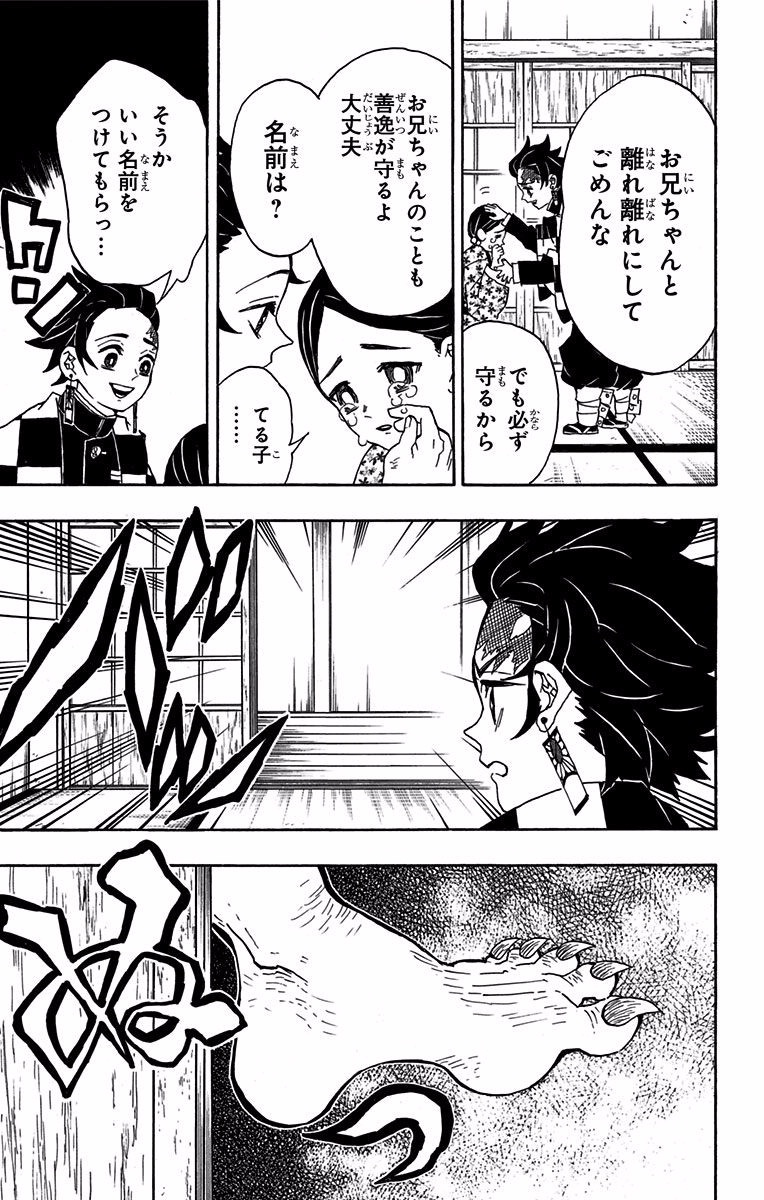 お兄ちゃんと
離れ離れにして
ごめんな
でも必ず
守るから
お兄ちゃんのことも
善逸が守るよ
大丈夫
名前は？
てる子
……
そうか
いい名前を
つけてもらっ…
ぬっ